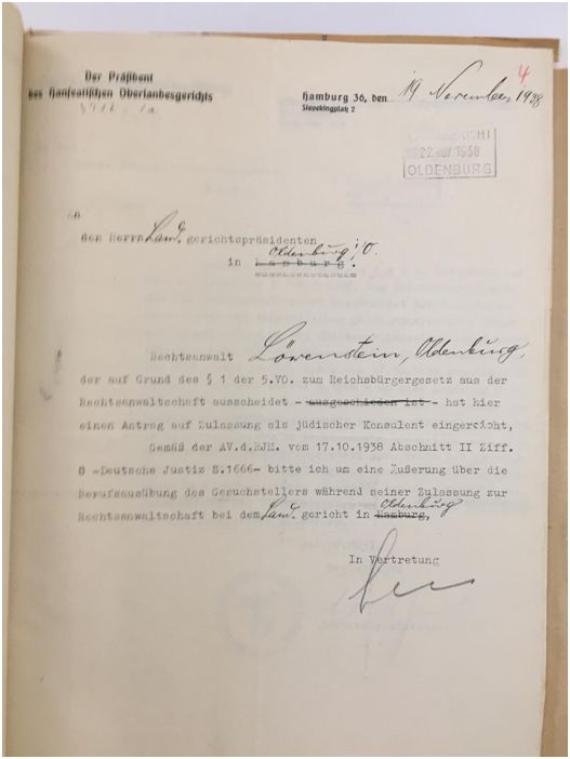 4
Der Präsident
des Hanseatischen Oberlandesgerichts
Hamburg 36, den 19 November 1938
Sievekingplatz 2
22. 1938
OLDENBURG
An
den Herrn Land. gerichtspräsidenten
Oldenburg i/O.
in Hamburg.
Rechtsanwalt Löwenstein, Oldenburg,
der auf Grund des § 1 der 5.VO. zum Reichsbürgergesetz aus der
Rechtsanwaltschaft ausscheidet - ausgeschieden ist - hat hier
einen Antrag auf Zulassung als jüdischer Konsulent eingereicht,
Gemäß der AV.d.RJM. vom 17.10.1938 Abschnitt II Ziff.
8 -Deutsche Justiz S.1666- bitte ich um eine Äußerung über die
Berufsausübung des Gesuchstellers während seiner Zulassung zur
Oldenburg
Rechtsanwaltschaft bei dem Land. gericht in Hamburg.
In Vertretung